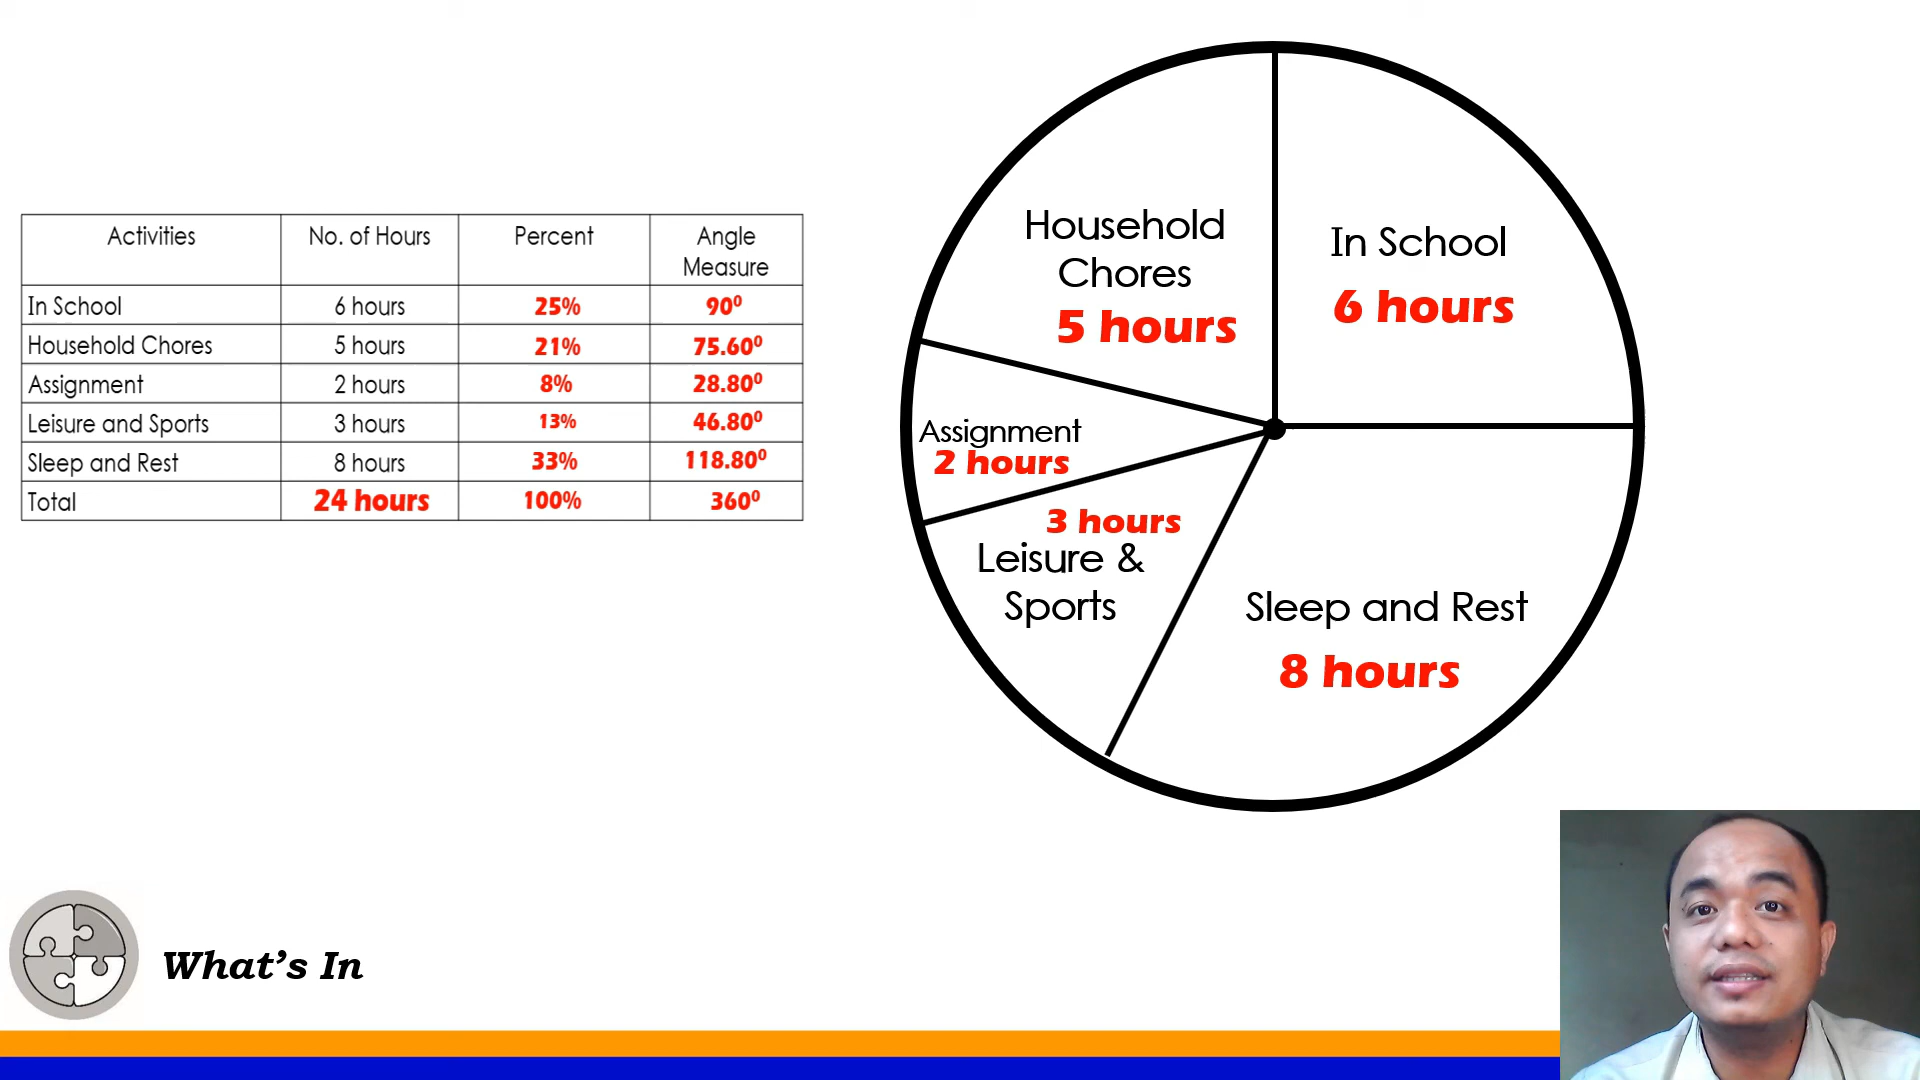 Activities No. of Hours Percent Angle
Measure
In School 6 hours 25% 90⁰
Household Chores 5 hours 21% 75.60⁰
Assignment 2 hours 8% 28.80⁰
Leisure and Sports 3 hours 13% 46.80⁰
Sleep and Rest 8 hours 33% 118.80⁰
Total 24 hours 100% 360⁰
Household
Chores
5 hours
In School
6 hours
Assignment
2 hours
3 hours
Leisure &
Sports
Sleep and Rest
8 hours
What's In